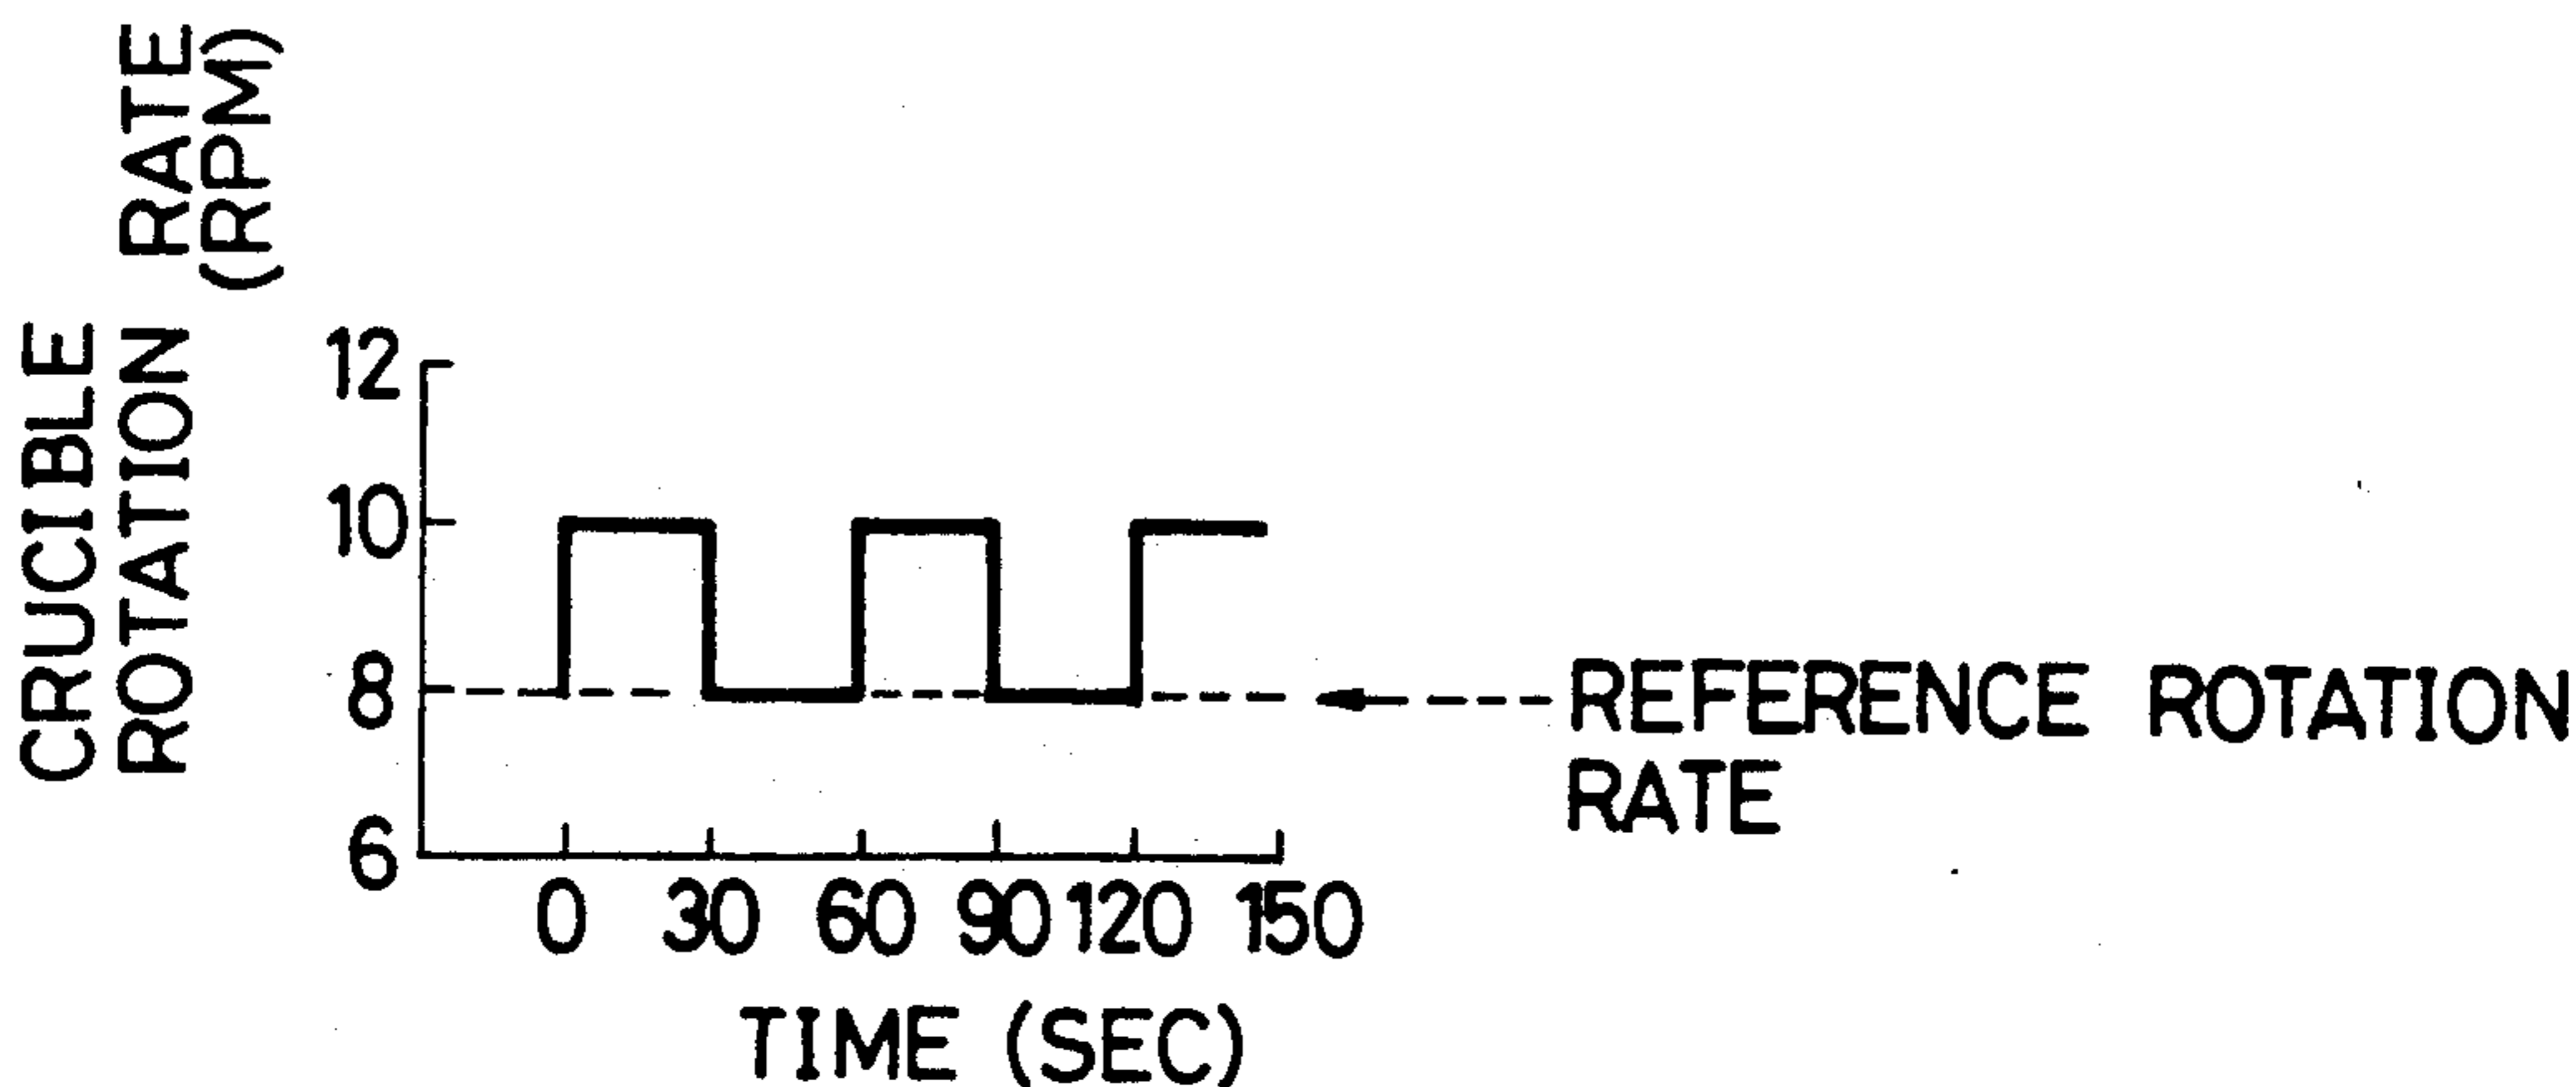 CRUCIBLE
ROTATION RATE
(RPM)
12
10
8
6
0 30 60 90 120 150
TIME (SEC)
REFERENCE ROTATION
RATE